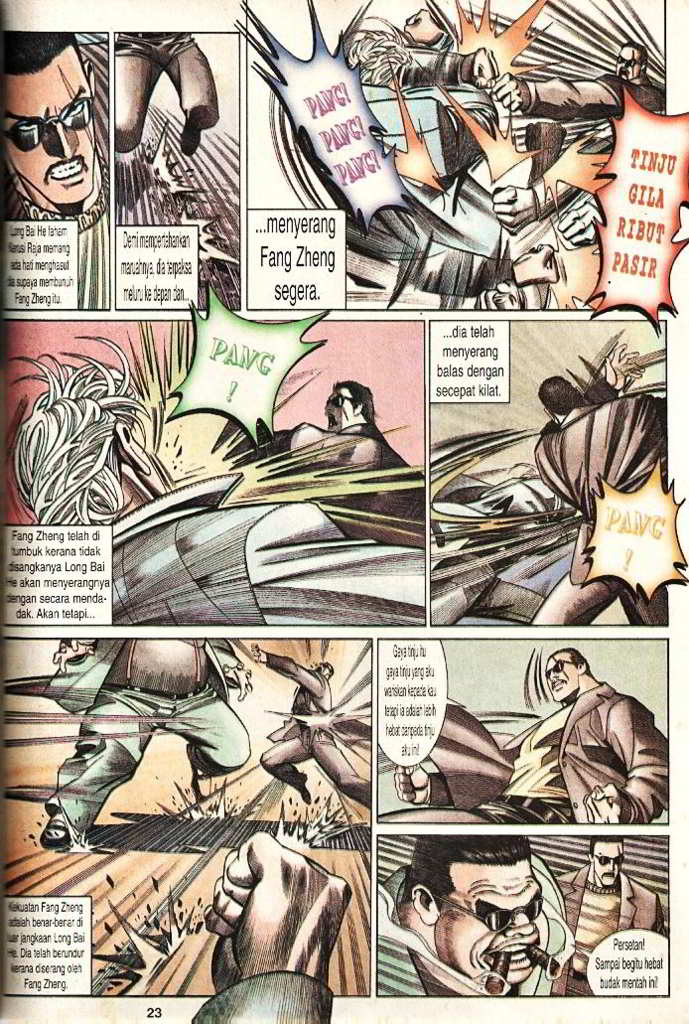 Long Bai He faham
Raja memang
ada hati menghasut
dia supaya membunuh
Fang Zheng itu.
Demi mempertahankan
maruahnya, dia terpaksa
meluru ke depan dan...
PANG!
PANG!
PANG!
...menyerang
Fang Zheng
segera.
TINJU
GILA
RIBUT
PASIR
PANG
!
Fang Zheng telah di
tumbuk kerana tidak
disangkanya Long Bai
He akan menyerangnya
dengan secara menda-
dak. Akan tetapi...
...dia telah
menyerang
balas dengan
secepat kilat.
PANG
!
Kekuatan Fang Zheng
adalah benar-benar di
luar jangkaan Long Bai
He. Dia telah berundur
kerana diserang oleh
Fang Zheng.
Gaya tinju itu
gaya tinju yang aku
wariskan kepada kau
tetapi ia adalah lebih
hebat daripada tinju
aku ini!
Persetan!
Sampai begitu hebat
budak mentah ini!
23